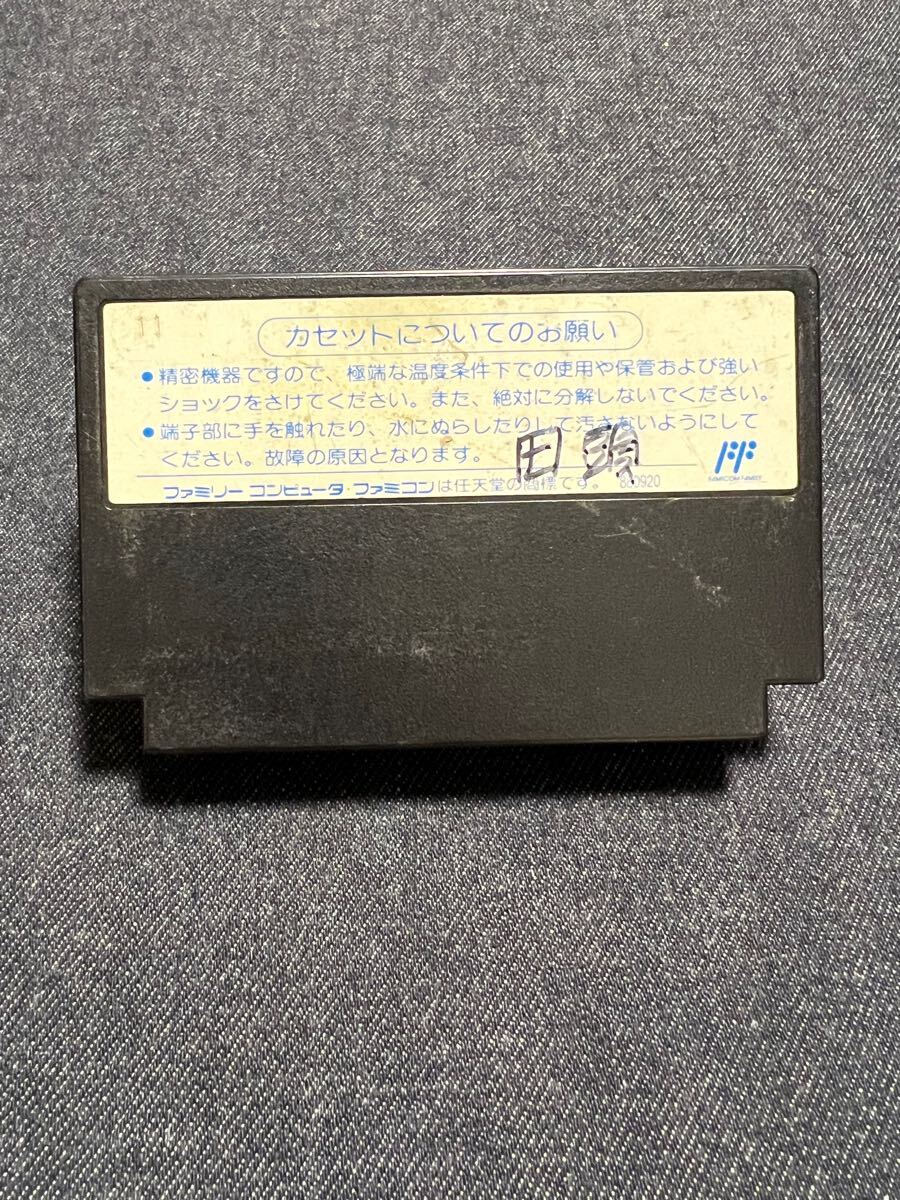 11
カセットについてのお願い
●精密機器ですので、極端な温度条件下での使用や保管および強い
ショックをさけてください。また、絶対に分解しないでください。
●端子部に手を触れたり、水にぬらしたりして汚さないようにして
ください。故障の原因となります。
田頭
FF
FAMICOM FAMILY
ファミリーコンピュータ・ファミコンは任天堂の商標です。 880920